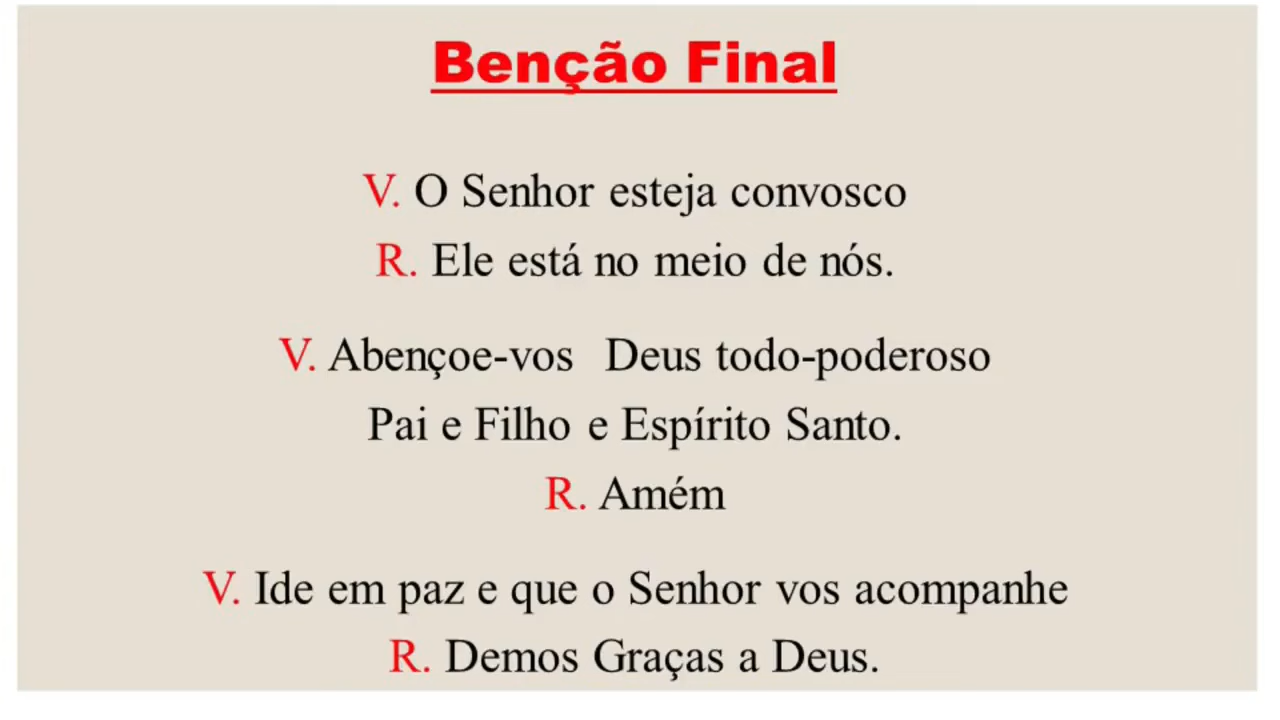 Benção Final
V. O Senhor esteja convosco
R. Ele está no meio de nós.
V. Abençoe-vos Deus todo-poderoso
Pai e Filho e Espírito Santo.
R. Amém
V. Ide em paz e que o Senhor vos acompanhe
R. Demos Graças a Deus.